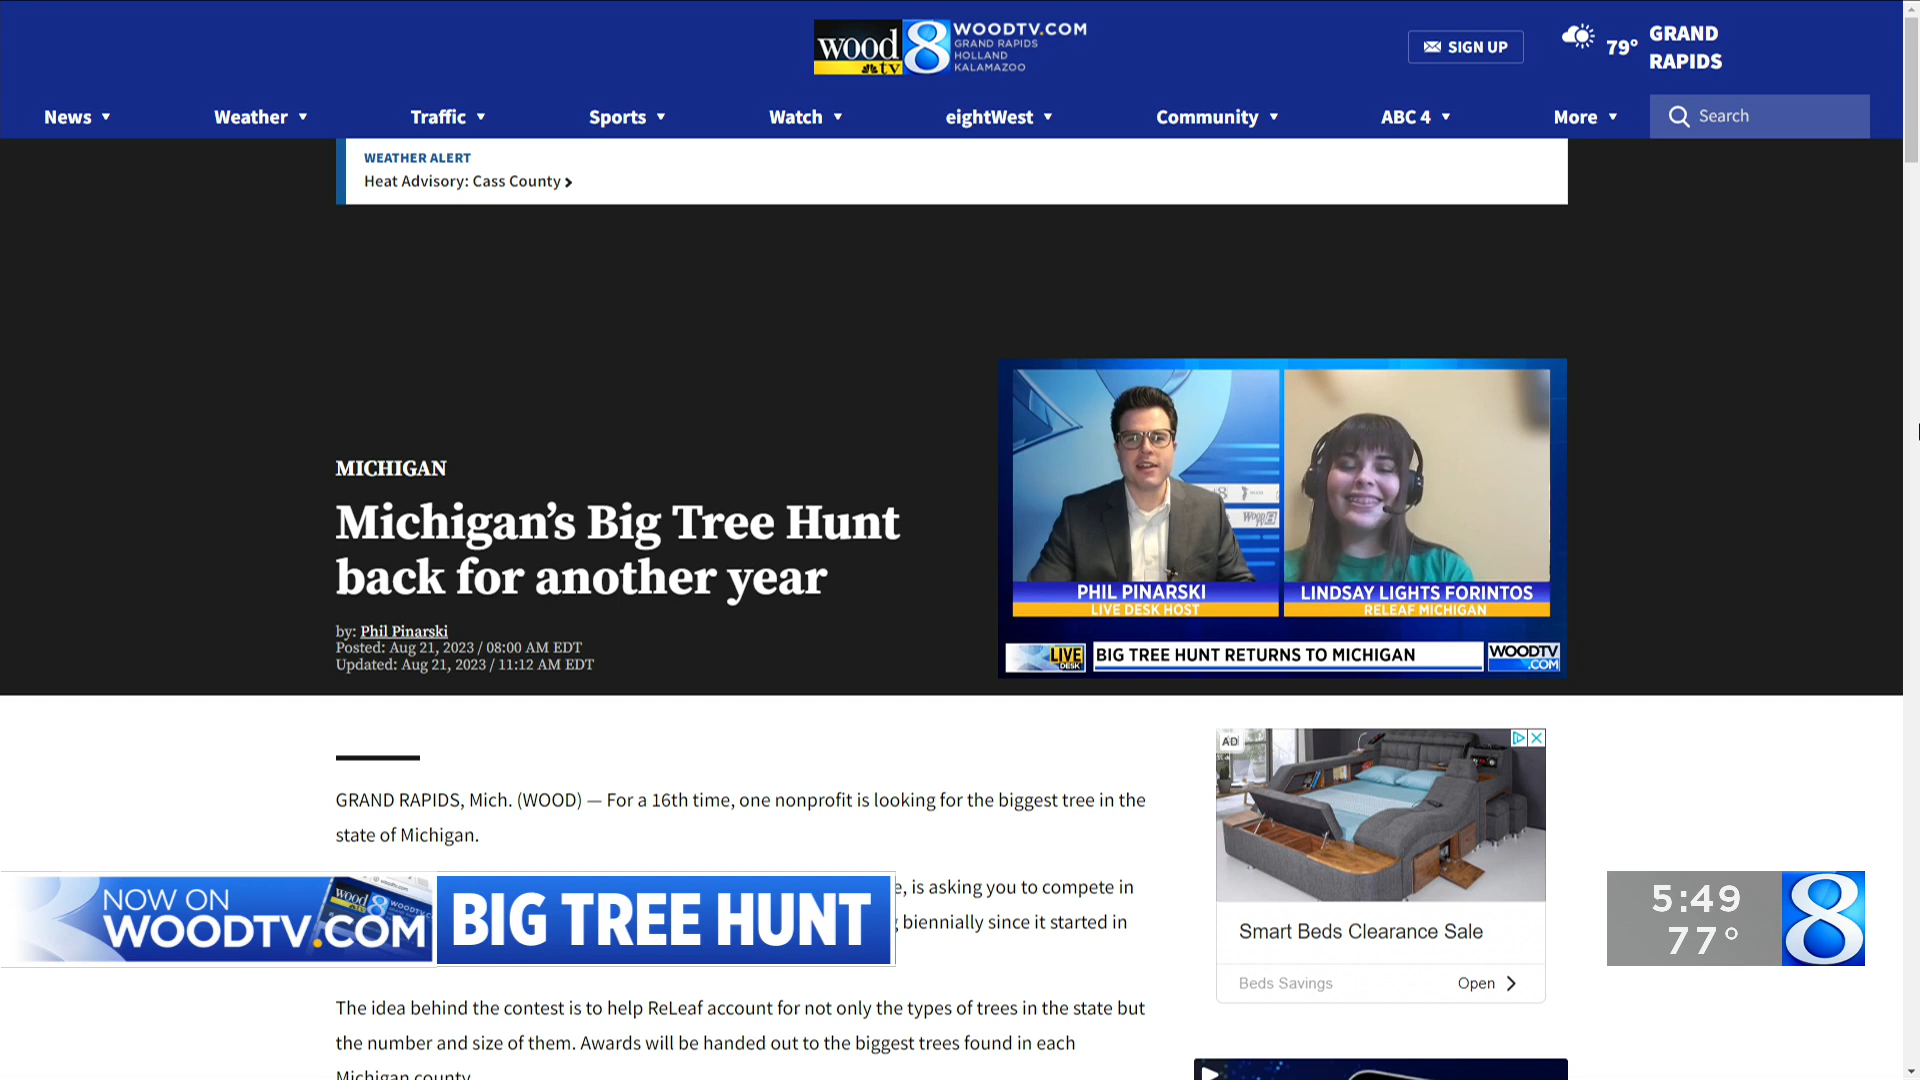 wood tv 8
WOODTV.COM
GRAND RAPIDS
HOLLAND
KALAMAZOO
SIGN UP
79°
GRAND
RAPIDS
News
Weather
Traffic
Sports
Watch
eightWest
Community
ABC 4
More
Search
WEATHER ALERT
Heat Advisory: Cass County
MICHIGAN
Michigan’s Big Tree Hunt
back for another year
by: Phil Pinarski
Posted: Aug 21, 2023 / 08:00 AM EDT
Updated: Aug 21, 2023 / 11:12 AM EDT
PHIL PINARSKI
LIVE DESK HOST
LINDSAY LIGHTS FORINTOS
RELEAF MICHIGAN
LIVE
DESK
BIG TREE HUNT RETURNS TO MICHIGAN
WOODTV
.COM
GRAND RAPIDS, Mich. (WOOD) — For a 16th time, one nonprofit is looking for the biggest tree in the
state of Michigan.
, is asking you to compete in
biennially since it started in
The idea behind the contest is to help ReLeaf account for not only the types of trees in the state but
the number and size of them. Awards will be handed out to the biggest trees found in each
Michigan county.
AD
Smart Beds Clearance Sale
Beds Savings
Open
NOW ON
WOODTV.COM
BIG TREE HUNT
5:49
77°
8